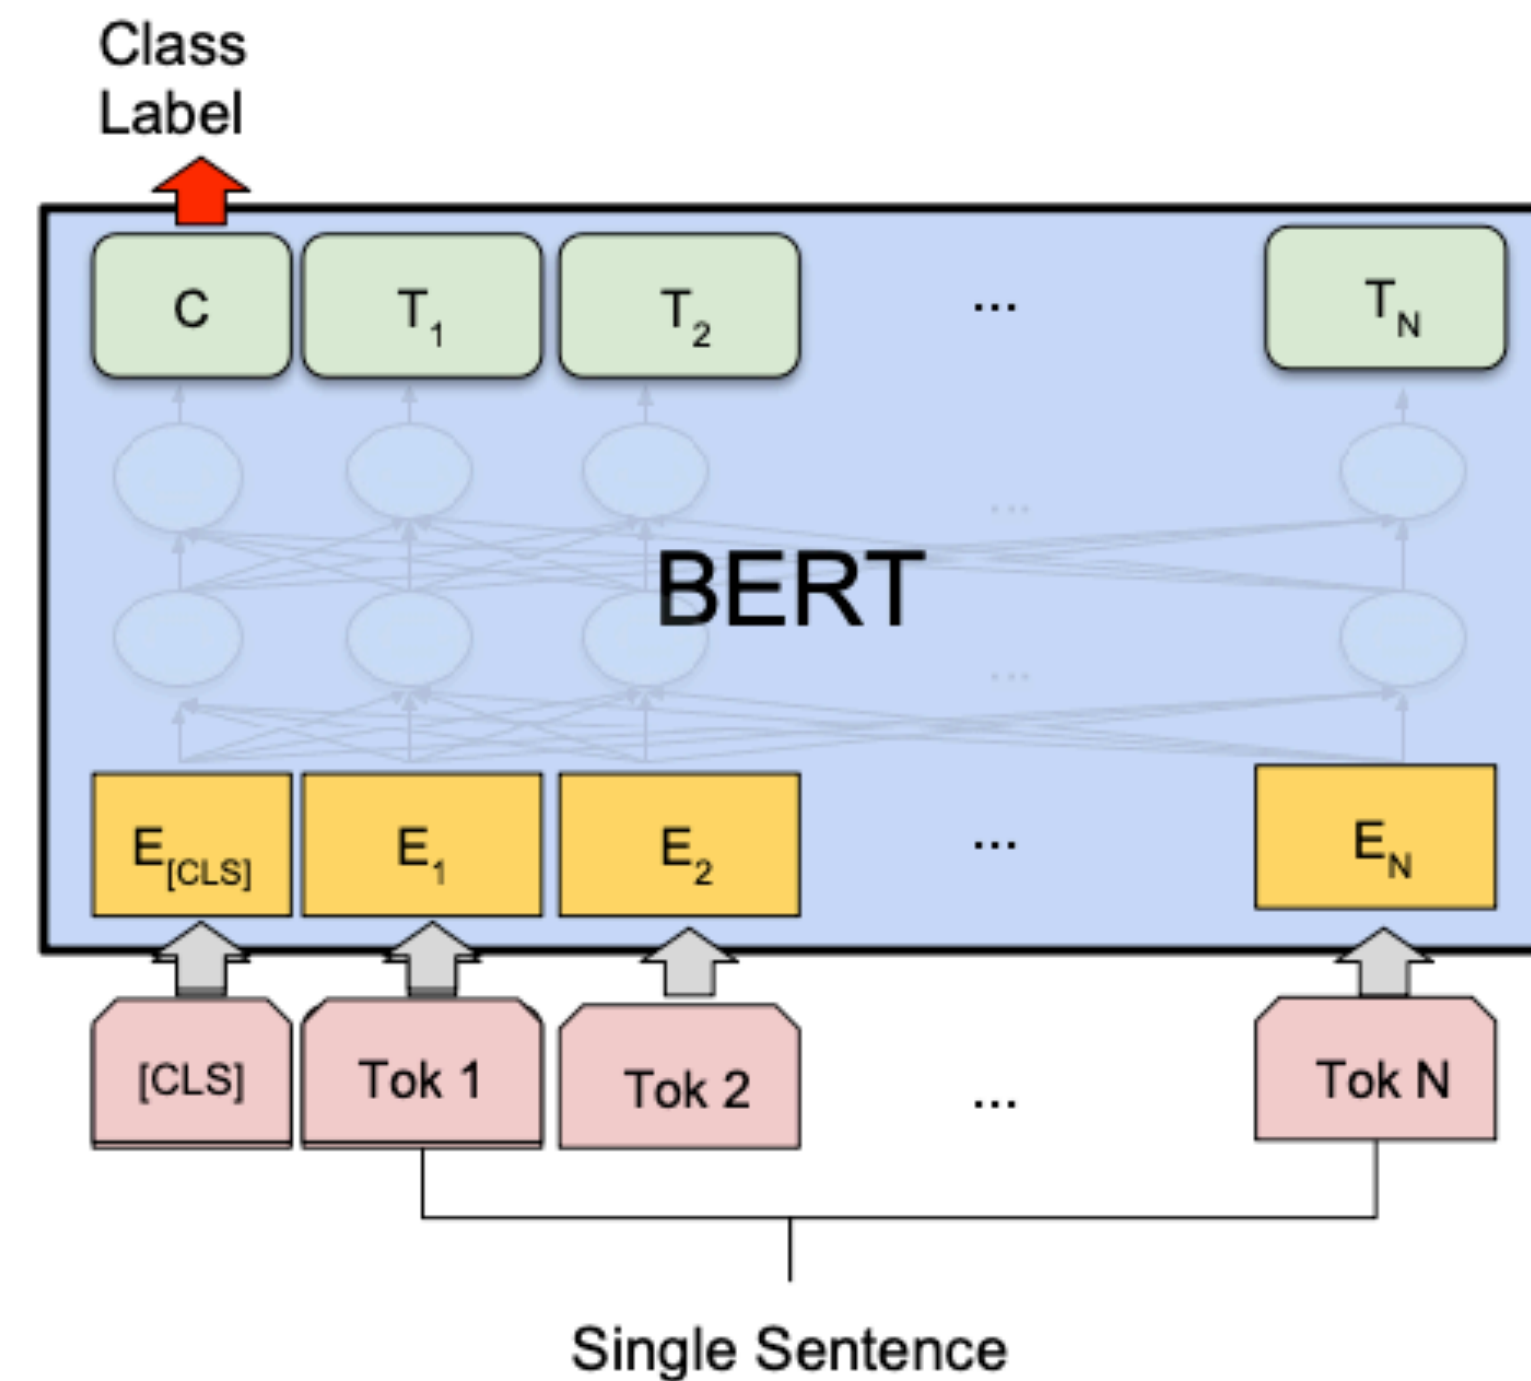 Class
Label
C T1 T2 ... TN
...
BERT
...
E[CLS] E1 E2 ... EN
[CLS] Tok 1 Tok 2 ... Tok N
Single Sentence